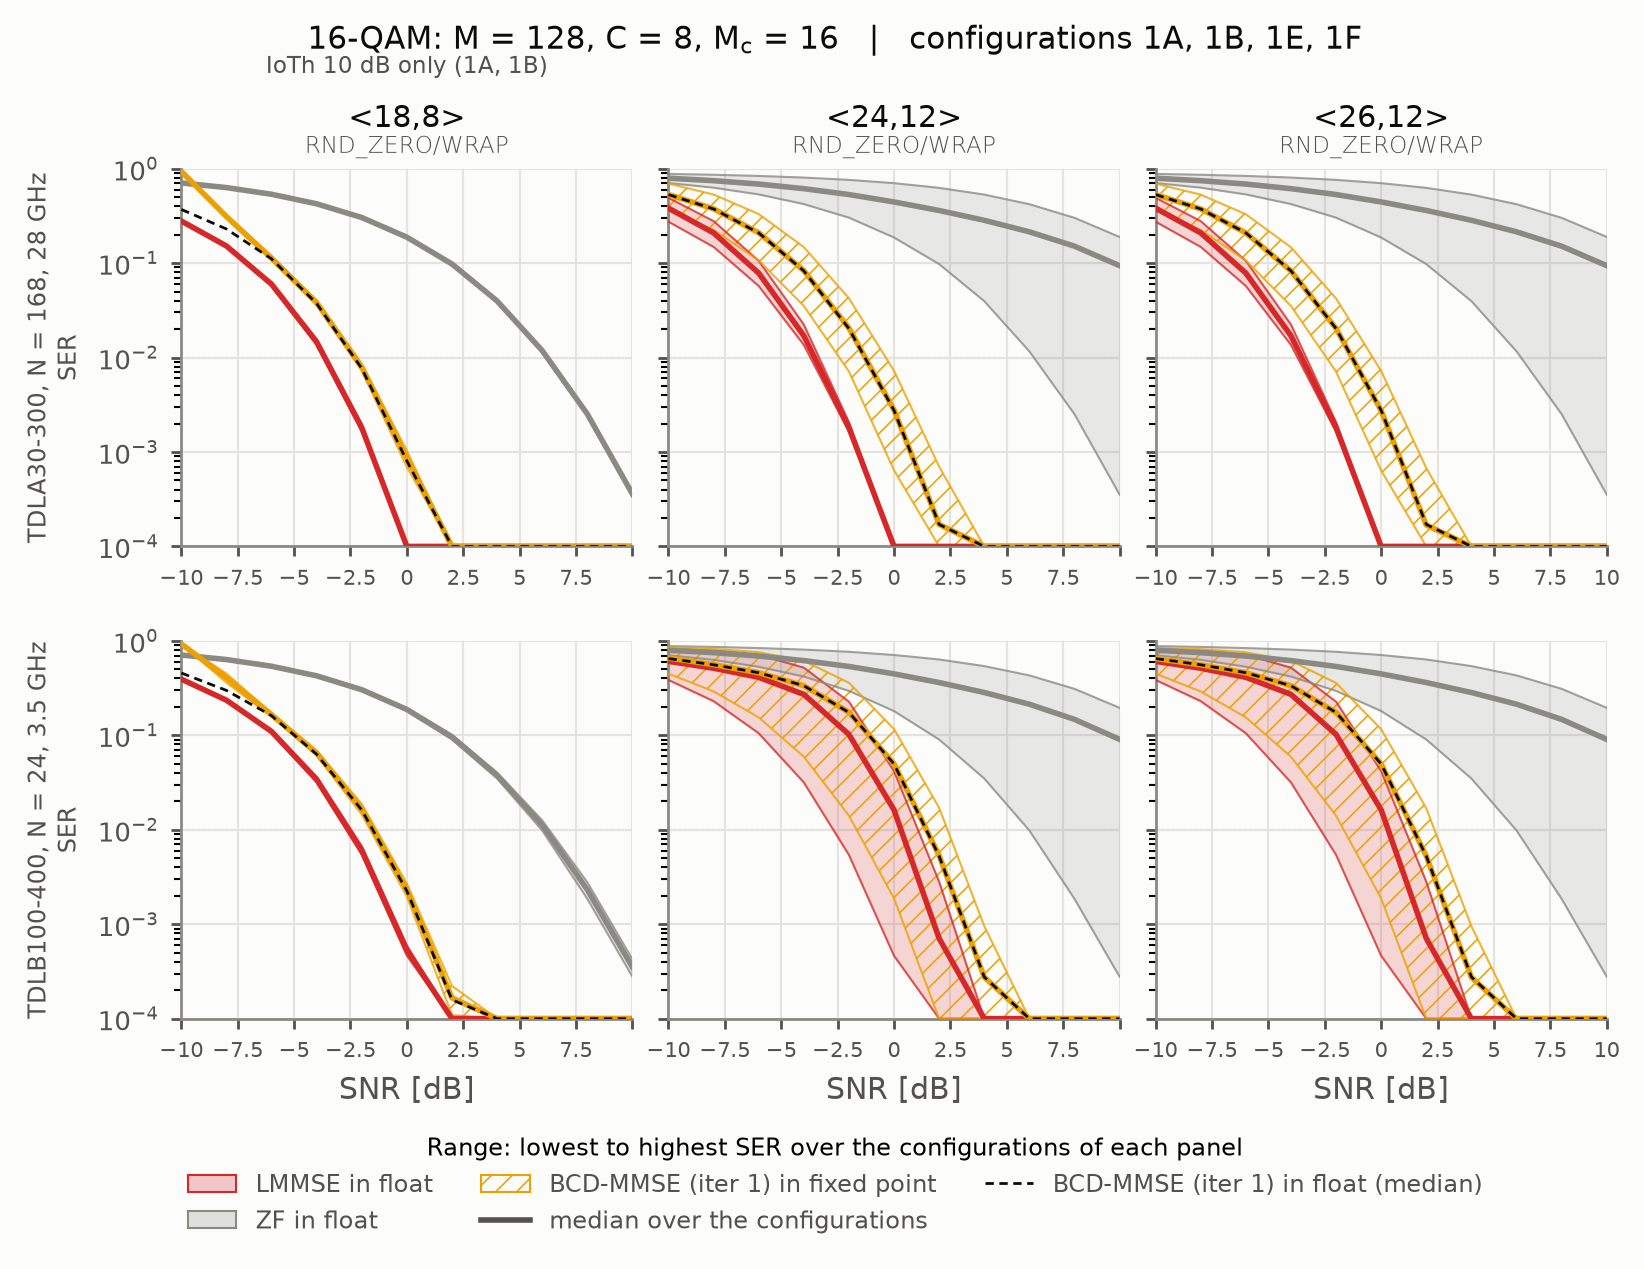 16-QAM: M = 128, C = 8, Mc = 16 | configurations 1A, 1B, 1E, 1F
IoTh 10 dB only (1A, 1B)
<18,8> <24,12> <26,12>
RND_ZERO/WRAP RND_ZERO/WRAP RND_ZERO/WRAP
TDLA30-300, N = 168, 28 GHz
SER
10^0
10^−1
10^−2
10^−3
10^−4
−10 −7.5 −5 −2.5 0 2.5 5 7.5 −10 −7.5 −5 −2.5 0 2.5 5 7.5 −10 −7.5 −5 −2.5 0 2.5 5 7.5 10
TDLB100-400, N = 24, 3.5 GHz
SER
10^0
10^−1
10^−2
10^−3
10^−4
−10 −7.5 −5 −2.5 0 2.5 5 7.5 −10 −7.5 −5 −2.5 0 2.5 5 7.5 −10 −7.5 −5 −2.5 0 2.5 5 7.5 10
SNR [dB] SNR [dB] SNR [dB]
Range: lowest to highest SER over the configurations of each panel
LMMSE in float BCD-MMSE (iter 1) in fixed point BCD-MMSE (iter 1) in float (median)
ZF in float median over the configurations